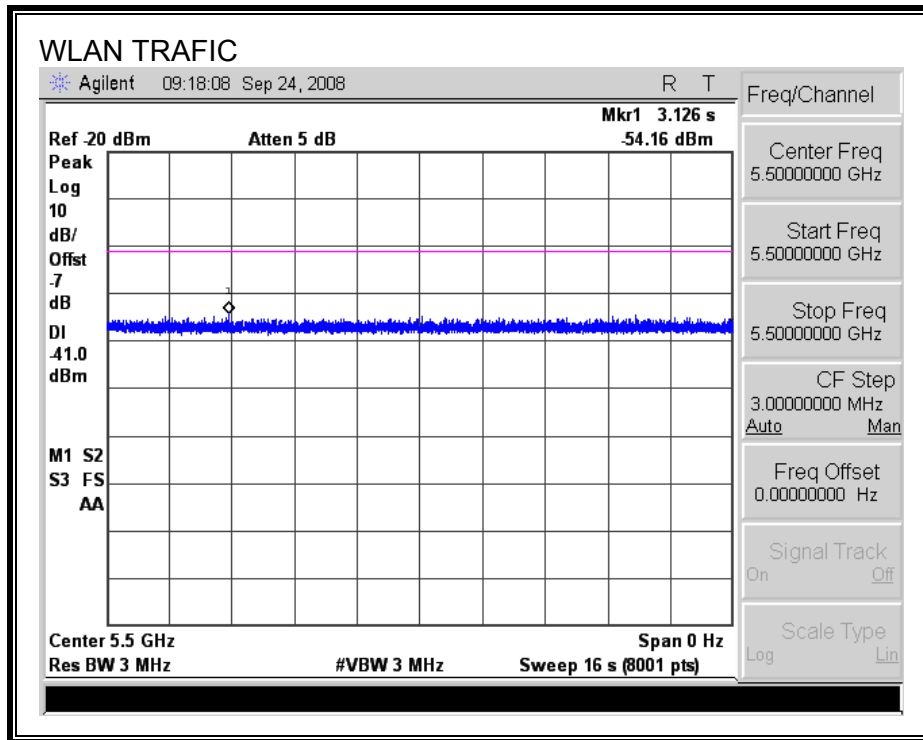 WLAN TRAFIC
Agilent 09:18:08 Sep 24, 2008 R T
Mkr1 3.126 s
Ref -20 dBm Atten 5 dB -54.16 dBm
Peak
Log
10
dB/
Offst
-7
dB
DI
-41.0
dBm
M1 S2
S3 FS
AA
1
Center 5.5 GHz Span 0 Hz
Res BW 3 MHz #VBW 3 MHz Sweep 16 s (8001 pts)
Freq/Channel
Center Freq
5.50000000 GHz
Start Freq
5.50000000 GHz
Stop Freq
5.50000000 GHz
CF Step
3.00000000 MHz
Auto Man
Freq Offset
0.00000000 Hz
Signal Track
On Off
Scale Type
Log Lin